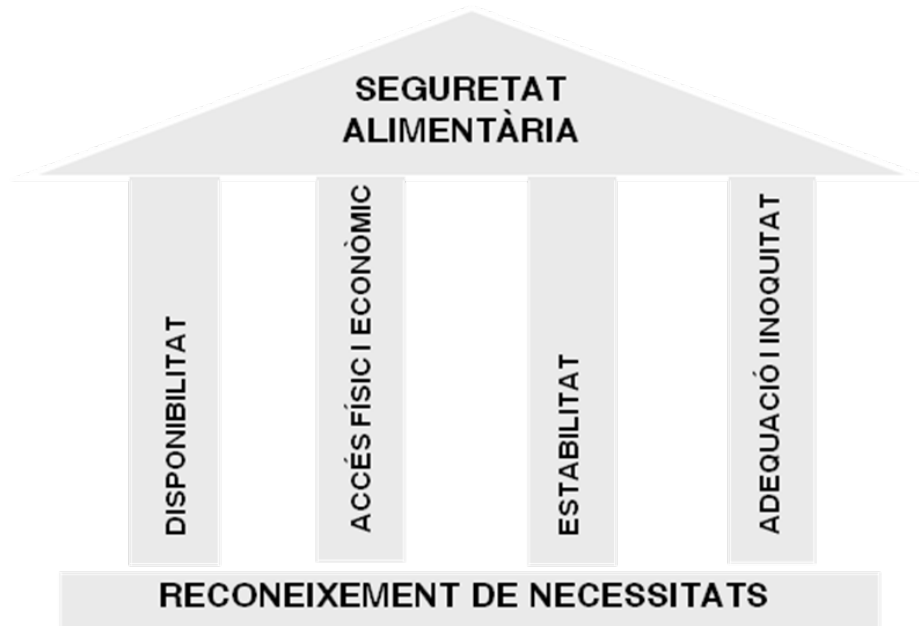 SEGURETAT
ALIMENTÀRIA
DISPONIBILITAT
ACCÉS FÍSIC I ECONÒMIC
ESTABILITAT
ADEQUACIÓ I INOQUITAT
RECONEIXEMENT DE NECESSITATS